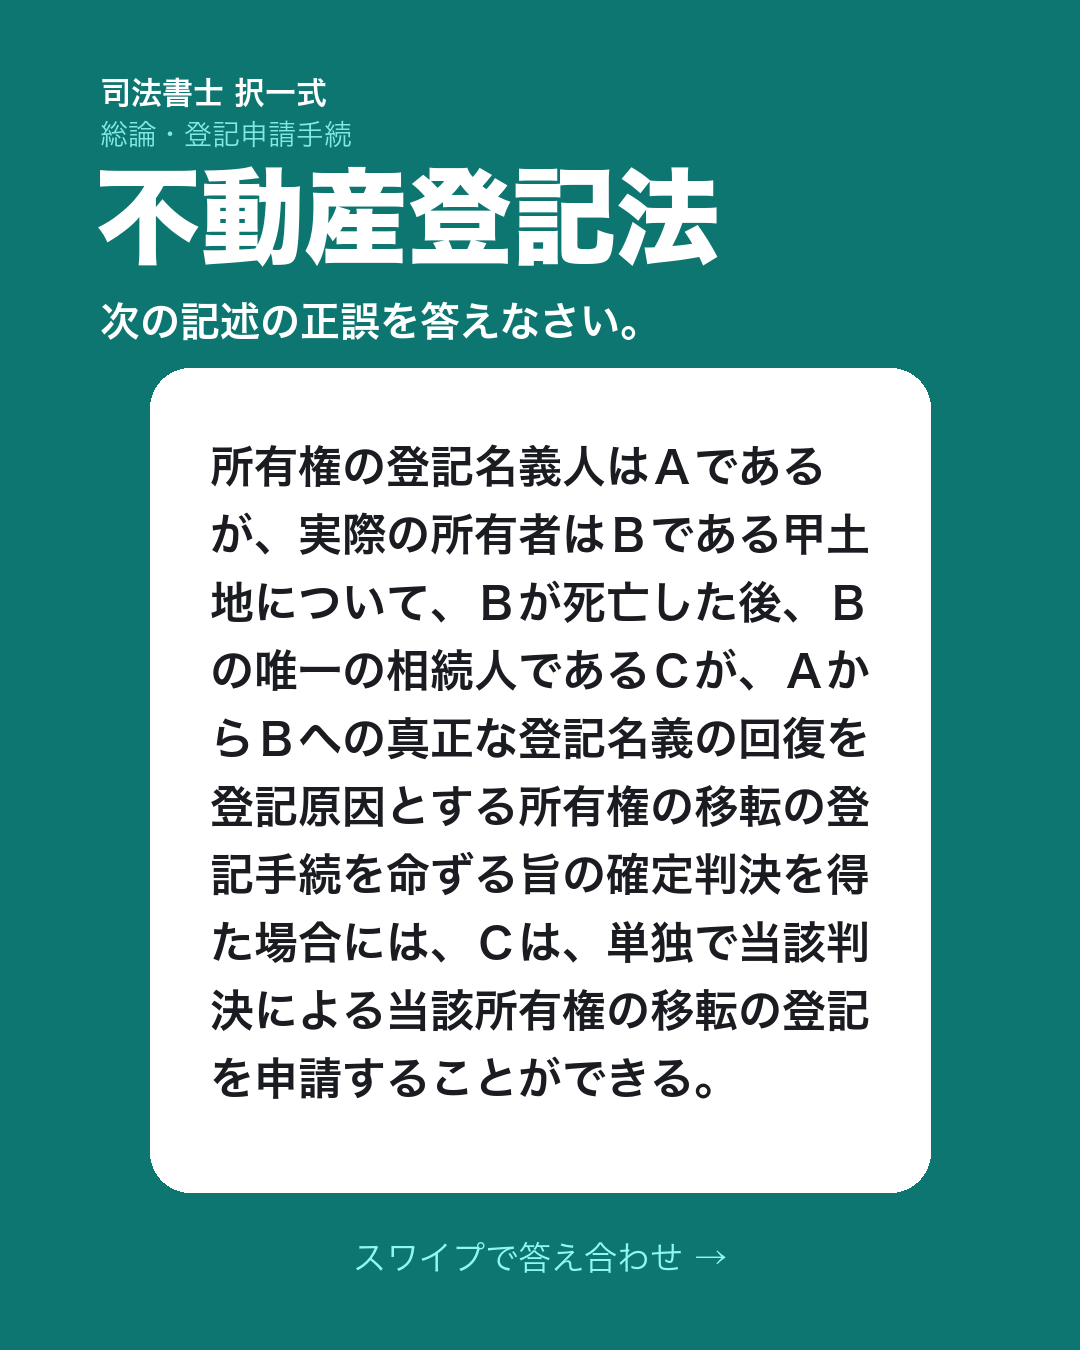 司法書士 択一式
総論・登記申請手続
不動産登記法
次の記述の正誤を答えなさい。
所有権の登記名義人はＡである
が、実際の所有者はＢである甲土
地について、Ｂが死亡した後、Ｂ
の唯一の相続人であるＣが、Ａか
らＢへの真正な登記名義の回復を
登記原因とする所有権の移転の登
記手続を命ずる旨の確定判決を得
た場合には、Ｃは、単独で当該判
決による当該所有権の移転の登記
を申請することができる。
スワイプで答え合わせ →